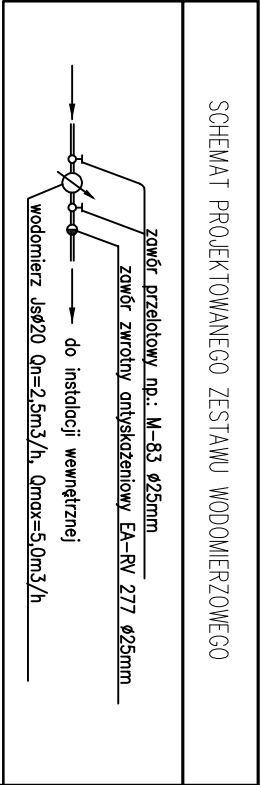 SCHEMAT PROJEKTOWANEGO ZESTAWU WODOMIERZOWEGO
zawór przelotowy np.: M-83 ø25mm
zawór zwrotny antyskażeniowy EA-RV 277 ø25mm
do instalocji wewnętrznej
wodomierz Jsø20 Qn=2,5m3/h, Qmax=5,0m3/h